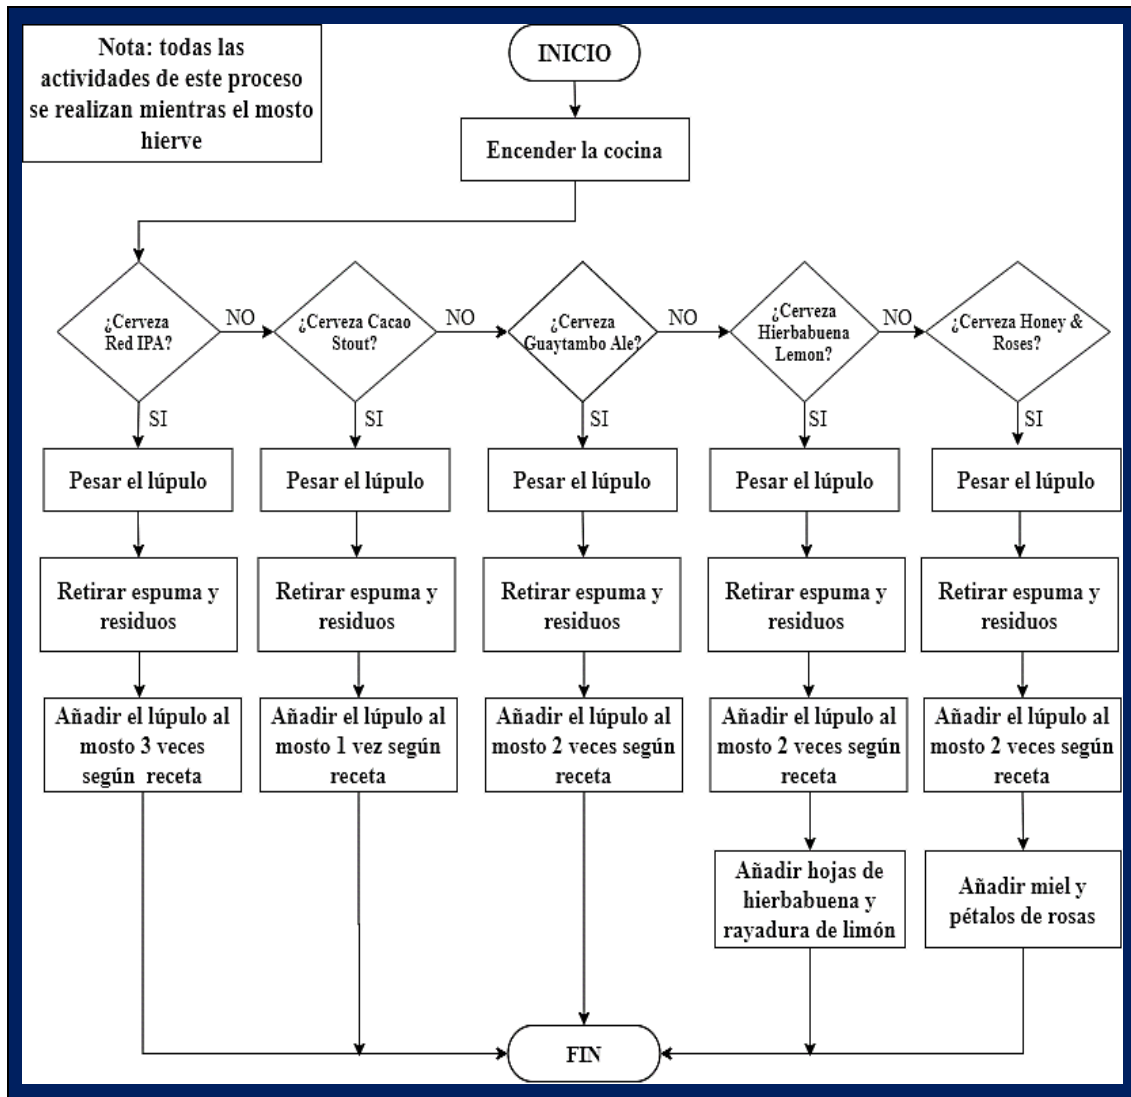 Nota: todas las
actividades de este proceso
se realizan mientras el mosto
hierve
INICIO
Encender la cocina
¿Cerveza
Red IPA?
NO
¿Cerveza Cacao
Stout?
NO
¿Cerveza
Guaytambo Ale?
NO
¿Cerveza
Hierbabuena
Lemon?
NO
¿Cerveza Honey &
Roses?
SI
SI
SI
SI
SI
Pesar el lúpulo
Pesar el lúpulo
Pesar el lúpulo
Pesar el lúpulo
Pesar el lúpulo
Retirar espuma y
residuos
Retirar espuma y
residuos
Retirar espuma y
residuos
Retirar espuma y
residuos
Retirar espuma y
residuos
Añadir el lúpulo al
mosto 3 veces
según receta
Añadir el lúpulo al
mosto 1 vez según
receta
Añadir el lúpulo al
mosto 2 veces según
receta
Añadir el lúpulo al
mosto 2 veces según
receta
Añadir el lúpulo al
mosto 2 veces según
receta
Añadir hojas de
hierbabuena y
rayadura de limón
Añadir miel y
pétalos de rosas
FIN